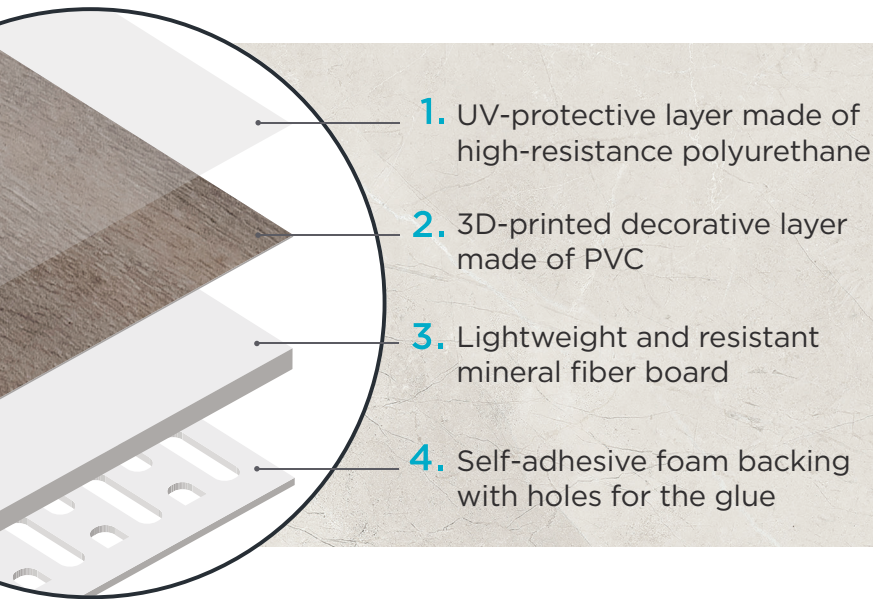 1. UV-protective layer made of
high-resistance polyurethane
2. 3D-printed decorative layer
made of PVC
3. Lightweight and resistant
mineral fiber board
4. Self-adhesive foam backing
with holes for the glue